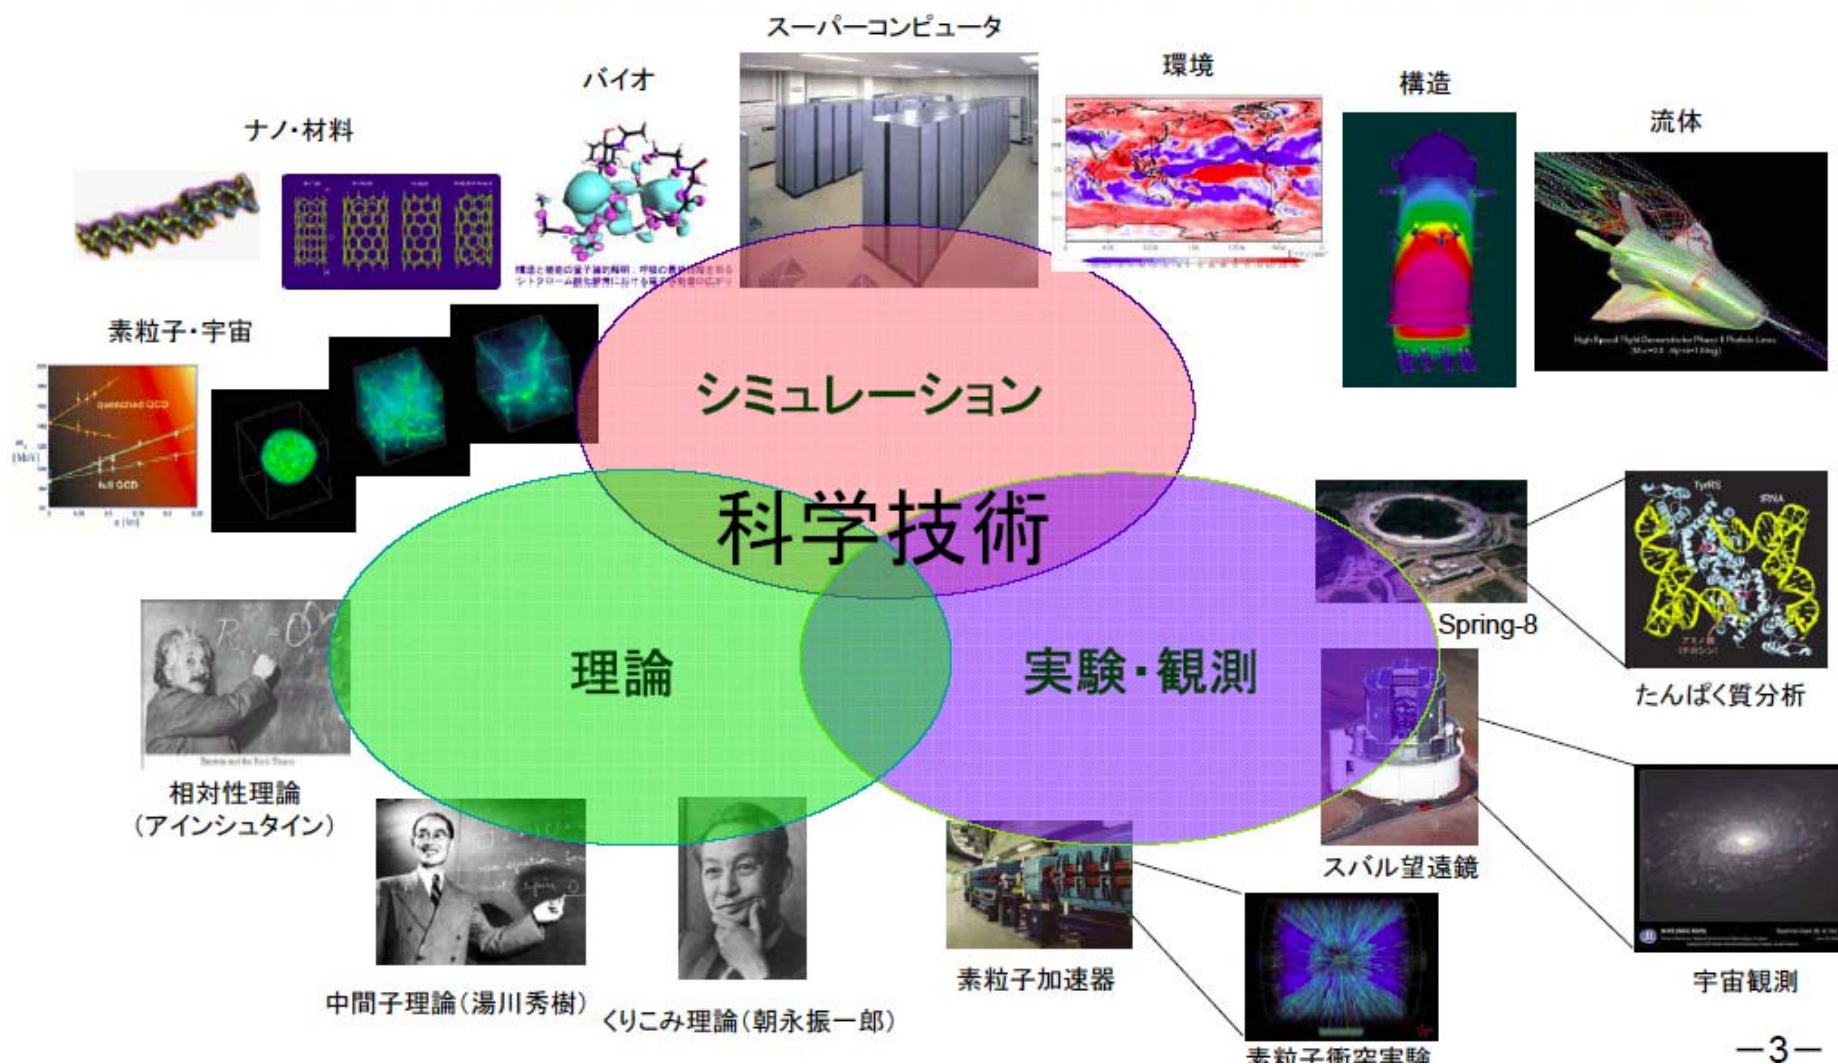 スーパーコンピュータ
環境
バイオ
構造
流体
ナノ・材料
素粒子・宇宙
quenched QCD
full QCD
シミュレーション
科学技術
理論
実験・観測
TyrRS
tRNA
Spring-8
たんぱく質分析
相対性理論
（アインシュタイン）
中間子理論（湯川秀樹）
くりこみ理論（朝永振一郎）
素粒子加速器
スバル望遠鏡
宇宙観測
素粒子衝突実験
－3－